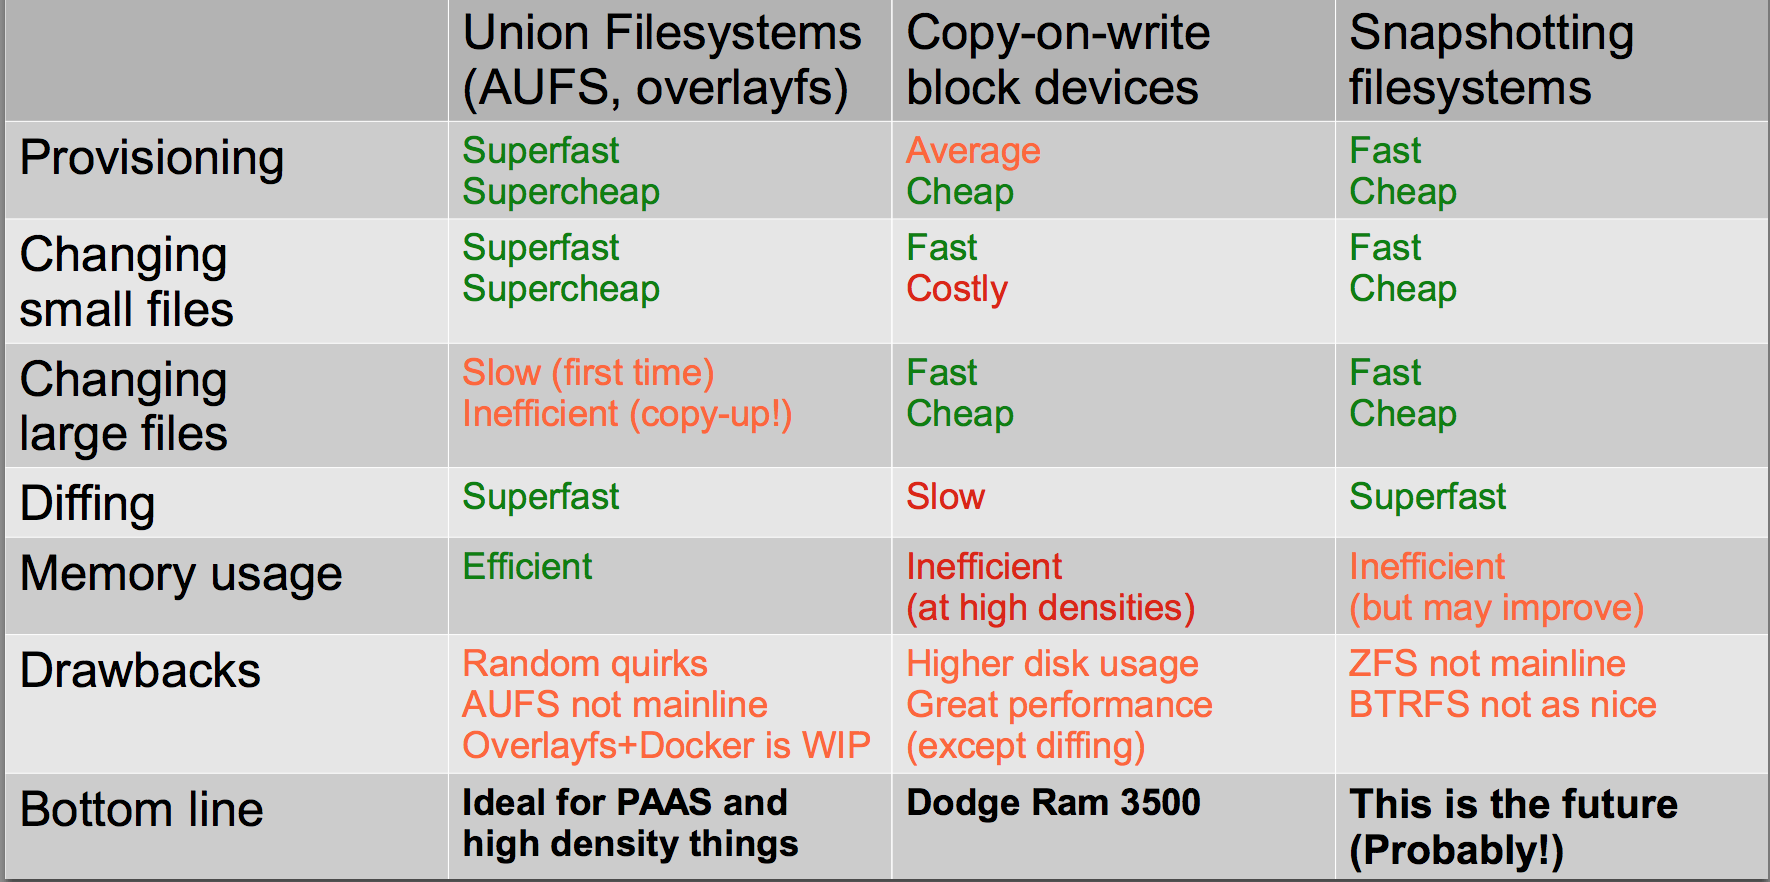 Union Filesystems
(AUFS, overlayfs)
Copy-on-write
block devices
Snapshotting
filesystems
Provisioning
Superfast
Supercheap
Average
Cheap
Fast
Cheap
Changing
small files
Superfast
Supercheap
Fast
Costly
Fast
Cheap
Changing
large files
Slow (first time)
Inefficient (copy-up!)
Fast
Cheap
Fast
Cheap
Diffing
Superfast
Slow
Superfast
Memory usage
Efficient
Inefficient
(at high densities)
Inefficient
(but may improve)
Drawbacks
Random quirks
AUFS not mainline
Overlayfs+Docker is WIP
Higher disk usage
Great performance
(except diffing)
ZFS not mainline
BTRFS not as nice
Bottom line
Ideal for PAAS and
high density things
Dodge Ram 3500
This is the future
(Probably!)